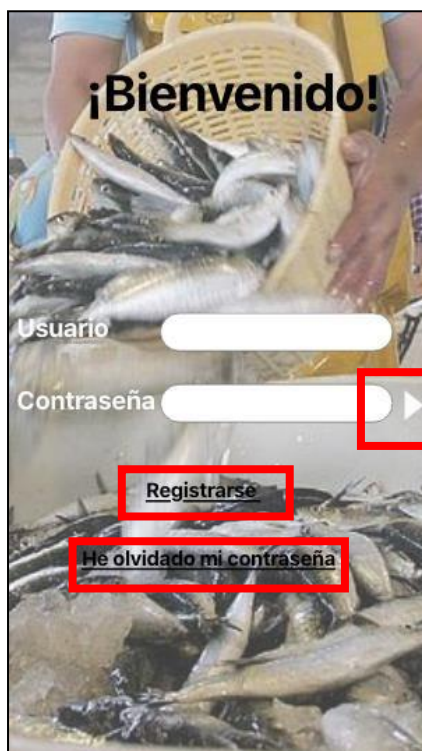 ¡Bienvenido!
Usuario
Contraseña
Registrarse
He olvidado mi contraseña